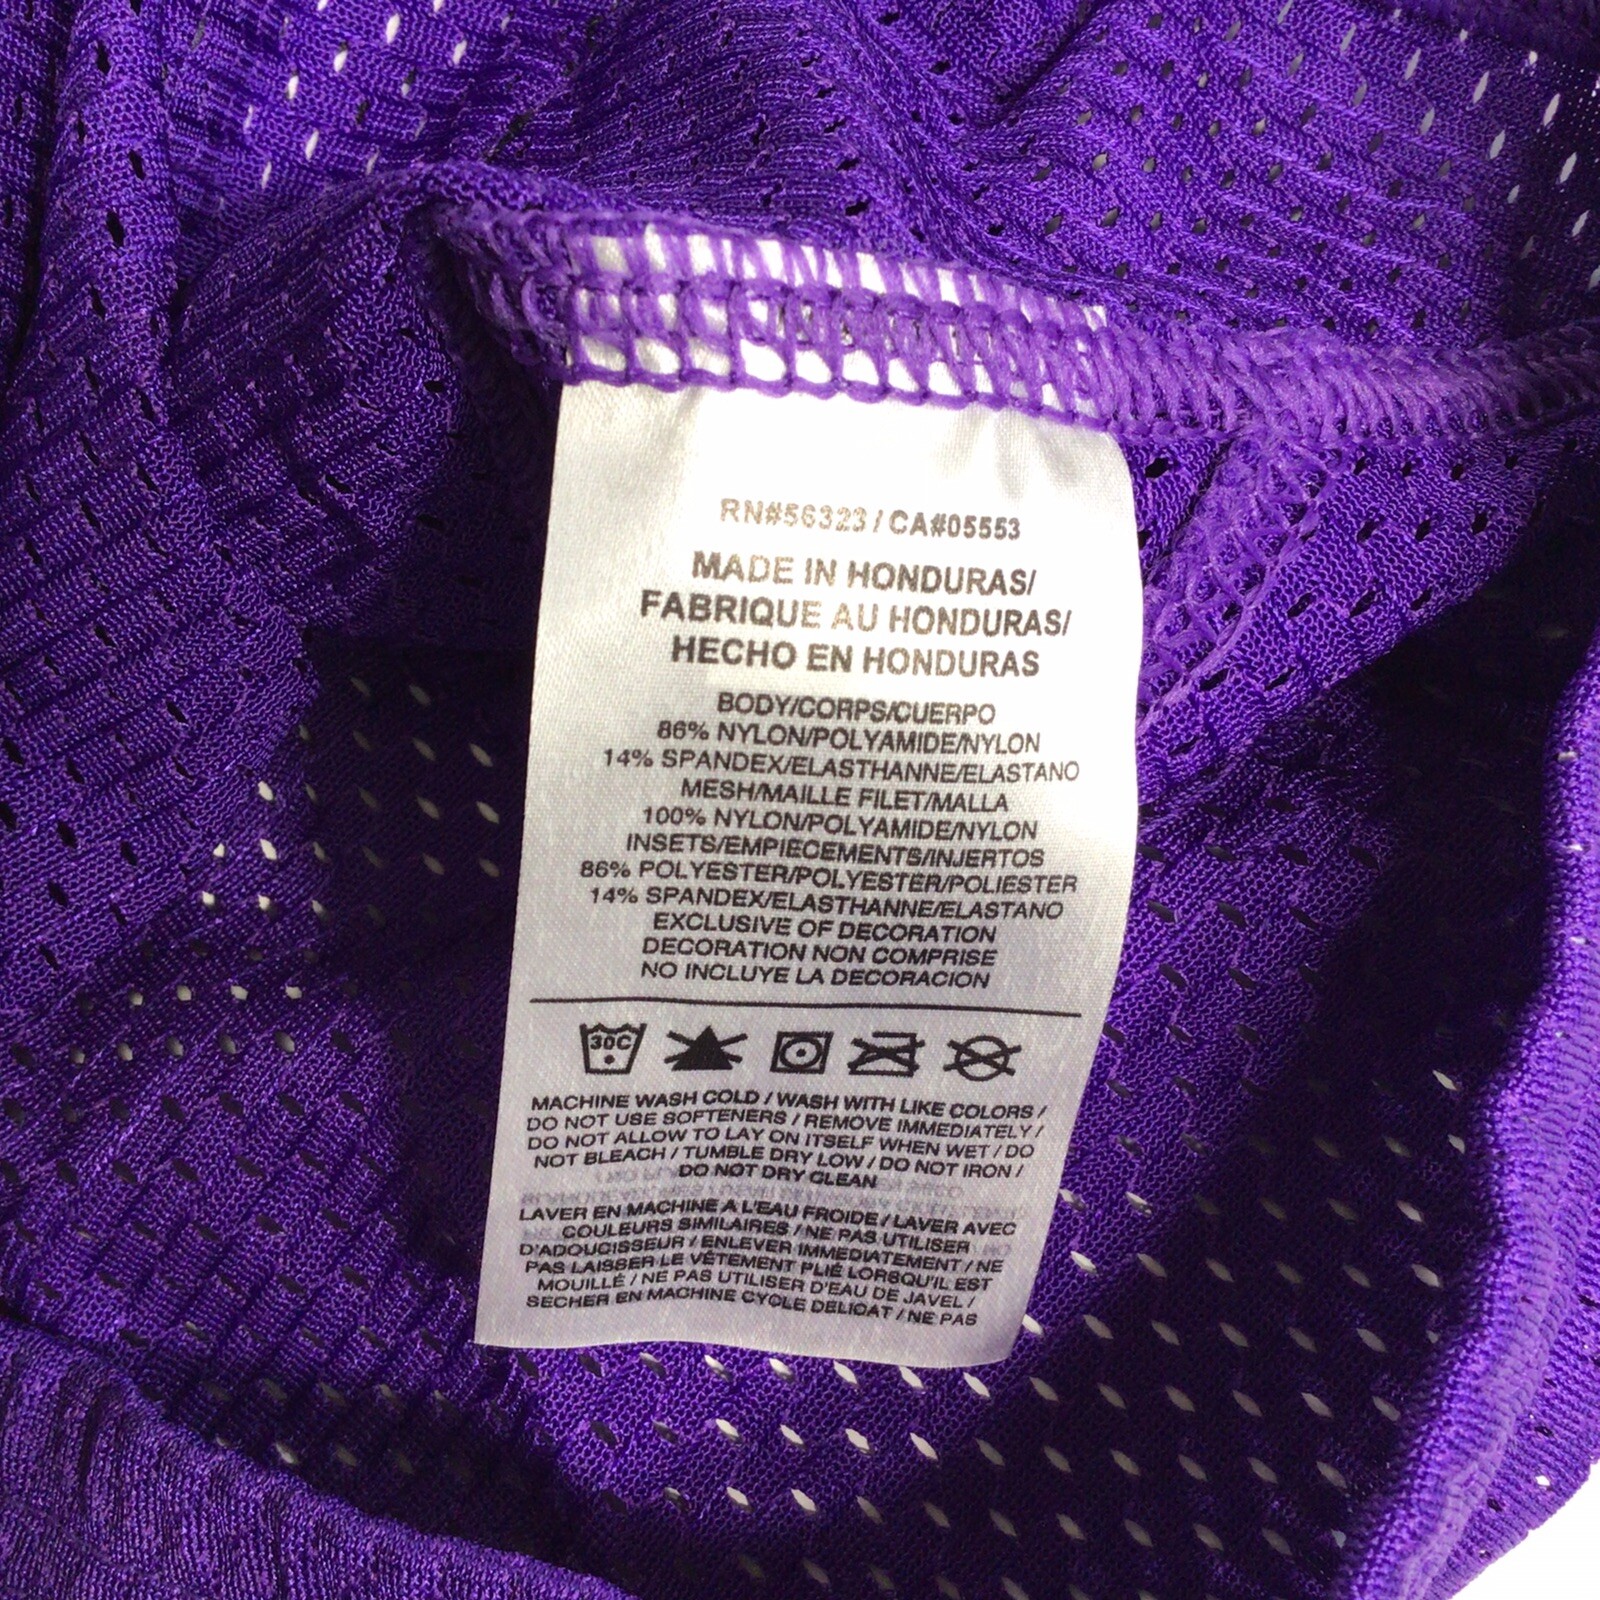 RN#56323 / CA#05553
MADE IN HONDURAS/
FABRIQUE AU HONDURAS/
HECHO EN HONDURAS
BODY/CORPS/CUERPO
86% NYLON/POLYAMIDE/NYLON
14% SPANDEX/ELASTHANNE/ELASTANO
MESH/MAILLE FILET/MALLA
100% NYLON/POLYAMIDE/NYLON
INSETS/EMPIECEMENTS/INJERTOS
86% POLYESTER/POLYESTER/POLIESTER
14% SPANDEX/ELASTHANNE/ELASTANO
EXCLUSIVE OF DECORATION
DECORATION NON COMPRISE
NO INCLUYE LA DECORACION
30C
MACHINE WASH COLD / WASH WITH LIKE COLORS /
DO NOT USE SOFTENERS / REMOVE IMMEDIATELY /
DO NOT ALLOW TO LAY ON ITSELF WHEN WET / DO
NOT BLEACH / TUMBLE DRY LOW / DO NOT IRON /
DO NOT DRY CLEAN
LAVER EN MACHINE A L'EAU FROIDE / LAVER AVEC
COULEURS SIMILAIRES / NE PAS UTILISER
D'ADOUCISSEUR / ENLEVER IMMEDIATEMENT / NE
PAS LAISSER LE VÊTEMENT PLIÉ LORSQU'IL EST
MOUILLÉ / NE PAS UTILISER D'EAU DE JAVEL /
SECHER EN MACHINE CYCLE DELICAT / NE PAS